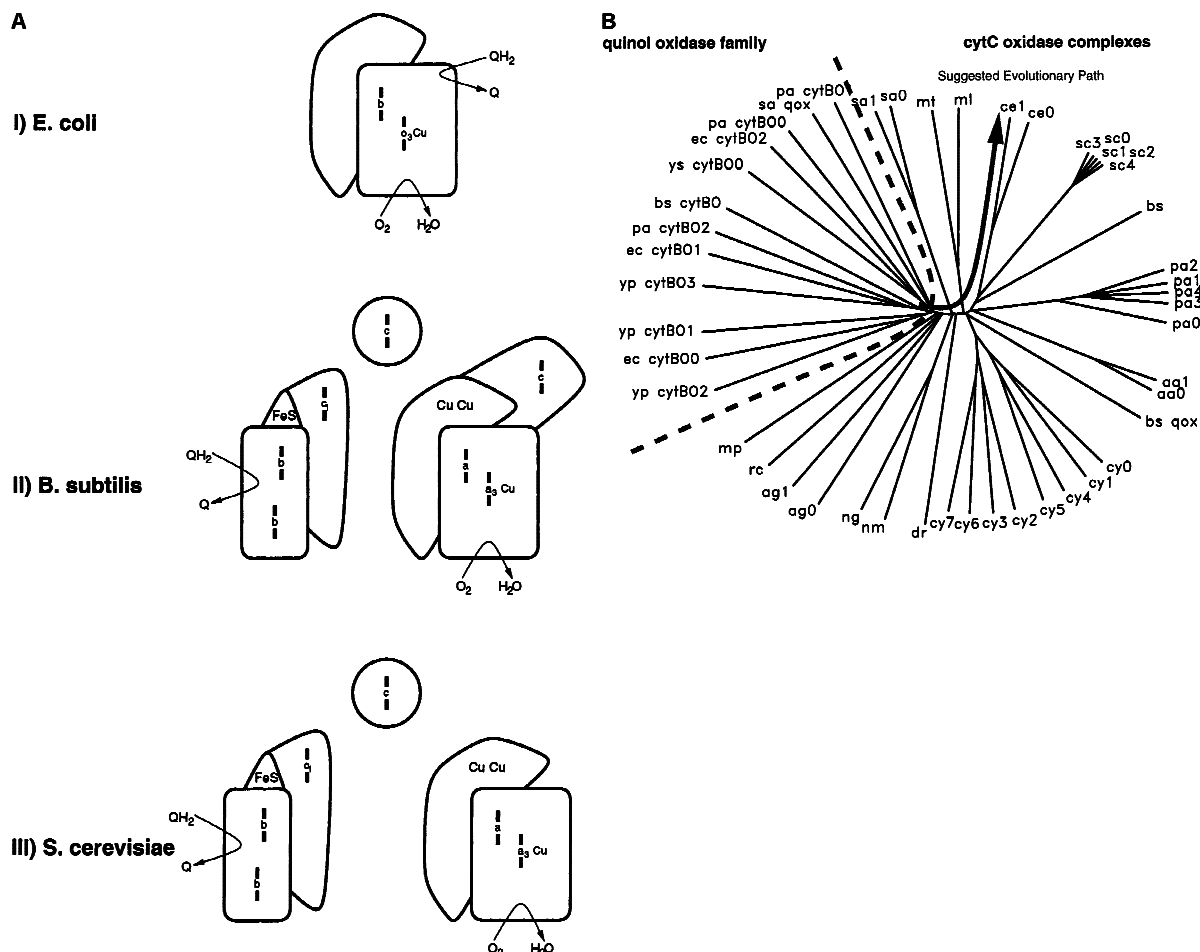 A
I) E. coli
QH2
Q
b
o3Cu
O2
H2O
c
FeS
c1
QH2
Q
b
b
II) B. subtilis
Cu Cu
c
a
a3 Cu
O2
H2O
c
FeS
c1
QH2
Q
b
b
III) S. cerevisiae
Cu Cu
a
a3 Cu
O2
H2O
B
quinol oxidase family
cytC oxidase complexes
Suggested Evolutionary Path
pa cytBO
sa qox
pa cytBOO
ec cytBO2
ys cytBOO
bs cytBO
pa cytBO2
ec cytBO1
yp cytBO3
yp cytBO1
ec cytBOO
yp cytBO2
sa1
sa0
mt
ml
ce1
ce0
sc3
sc0
sc1
sc2
sc4
bs
pa2
pa1
pa4
pa3
pa0
aa1
aa0
bs qox
cy0
cy1
cy4
cy5
cy2
cy3
cy6
cy7
dr
nm
ng
ag0
ag1
rc
mp